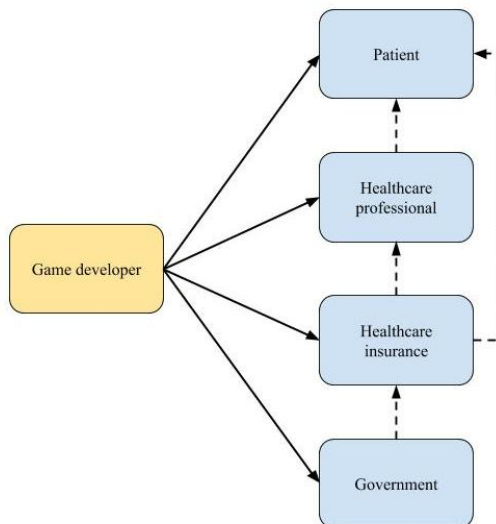 Patient
Healthcare
professional
Game developer
Healthcare
insurance
Government